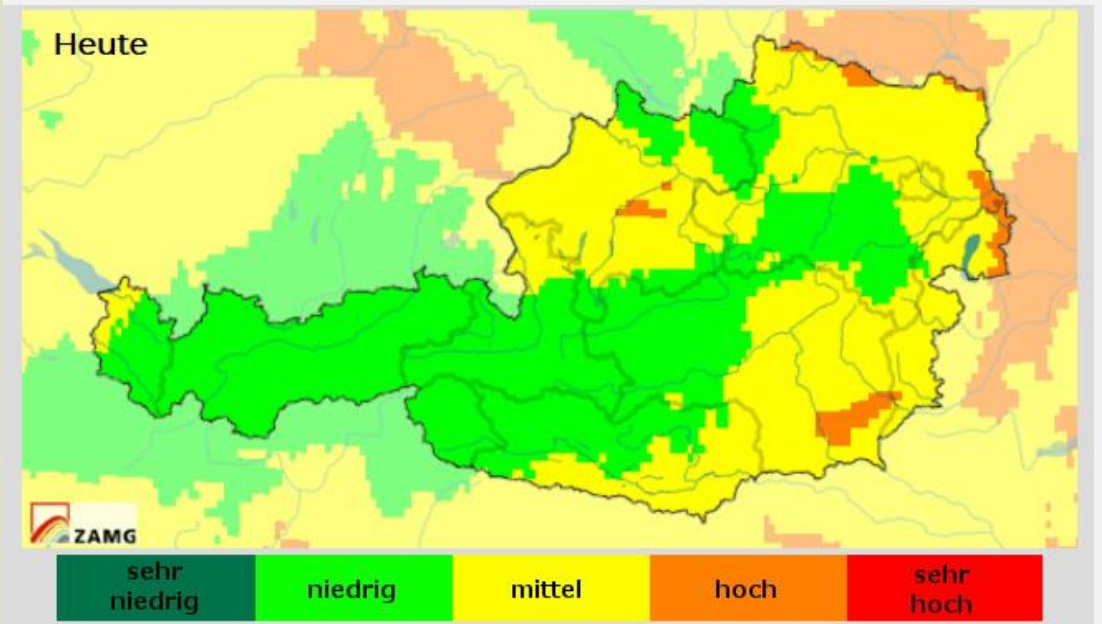 Heute
ZAMG
sehr
niedrig
niedrig
mittel
hoch
sehr
hoch